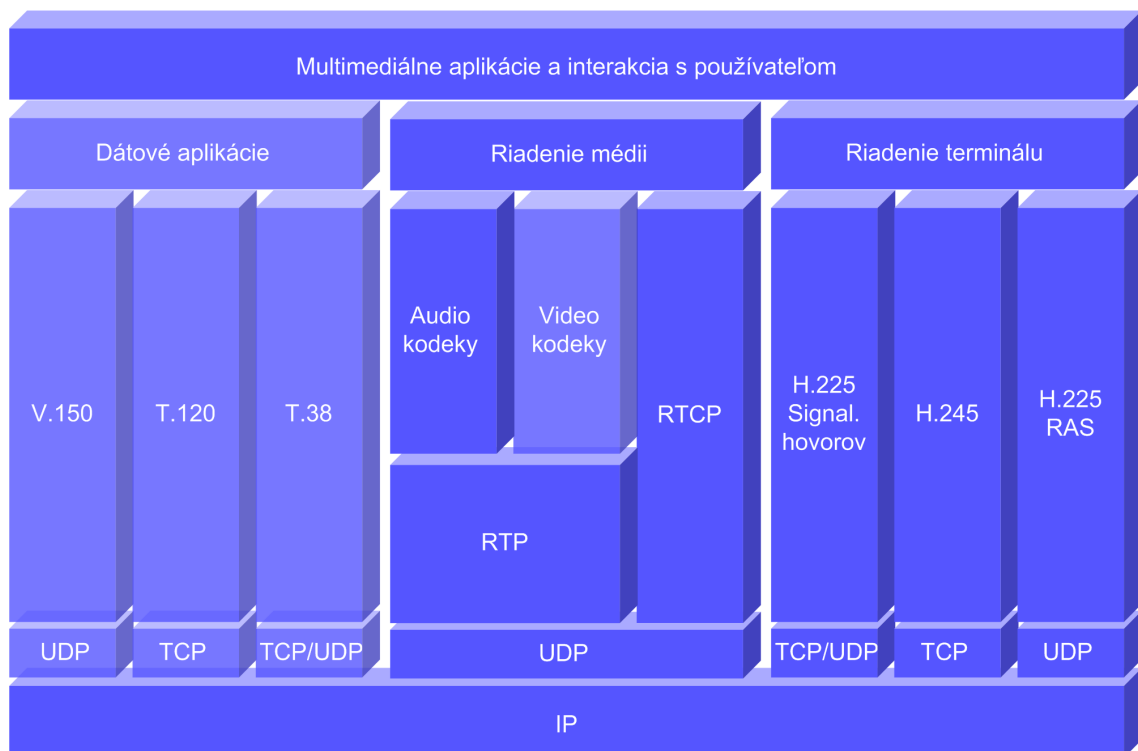 Multimediálne aplikácie a interakcia s používateľom
Dátové aplikácie
Riadenie médii
Riadenie terminálu
V.150
T.120
T.38
Audio
kodeky
Video
kodeky
RTCP
H.225
Signal.
hovorov
H.245
H.225
RAS
RTP
UDP
TCP
TCP/UDP
UDP
TCP/UDP
TCP
UDP
IP